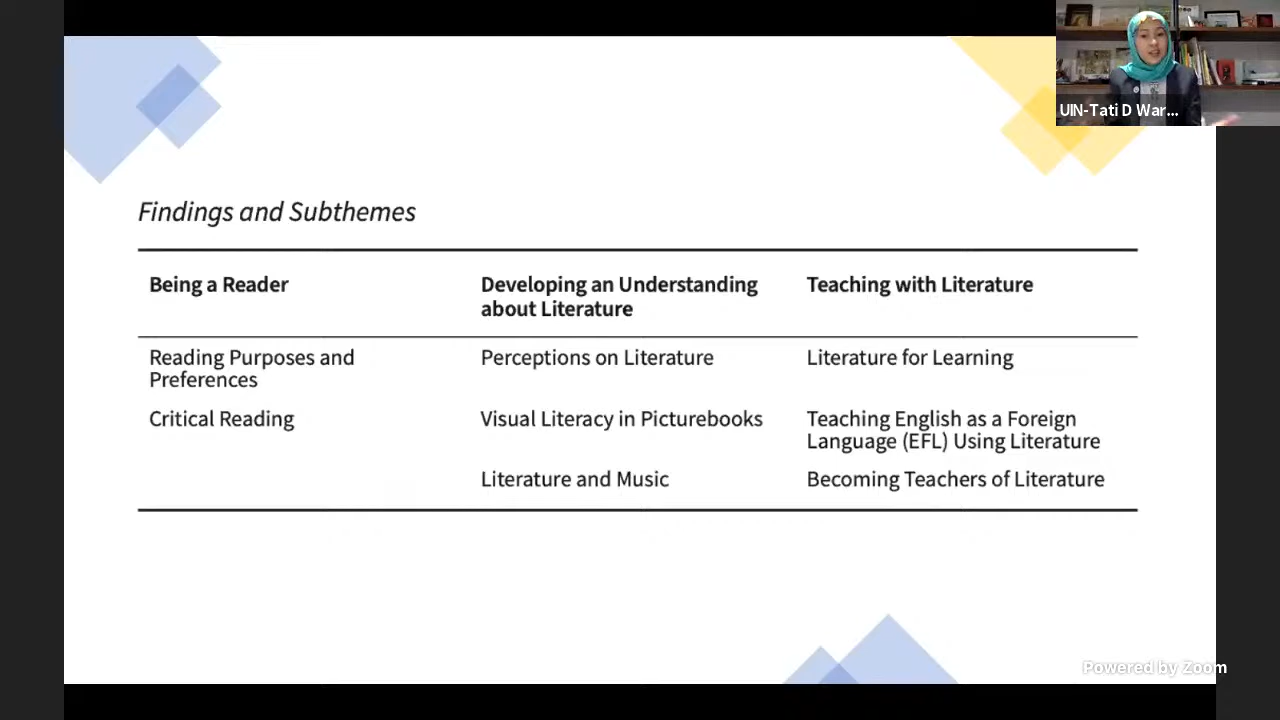 UIN-Tati D War...
Findings and Subthemes
Being a Reader
Developing an Understanding
about Literature
Teaching with Literature
Reading Purposes and
Preferences
Perceptions on Literature
Literature for Learning
Critical Reading
Visual Literacy in Picturebooks
Teaching English as a Foreign
Language (EFL) Using Literature
Literature and Music
Becoming Teachers of Literature
Powered by Zoom